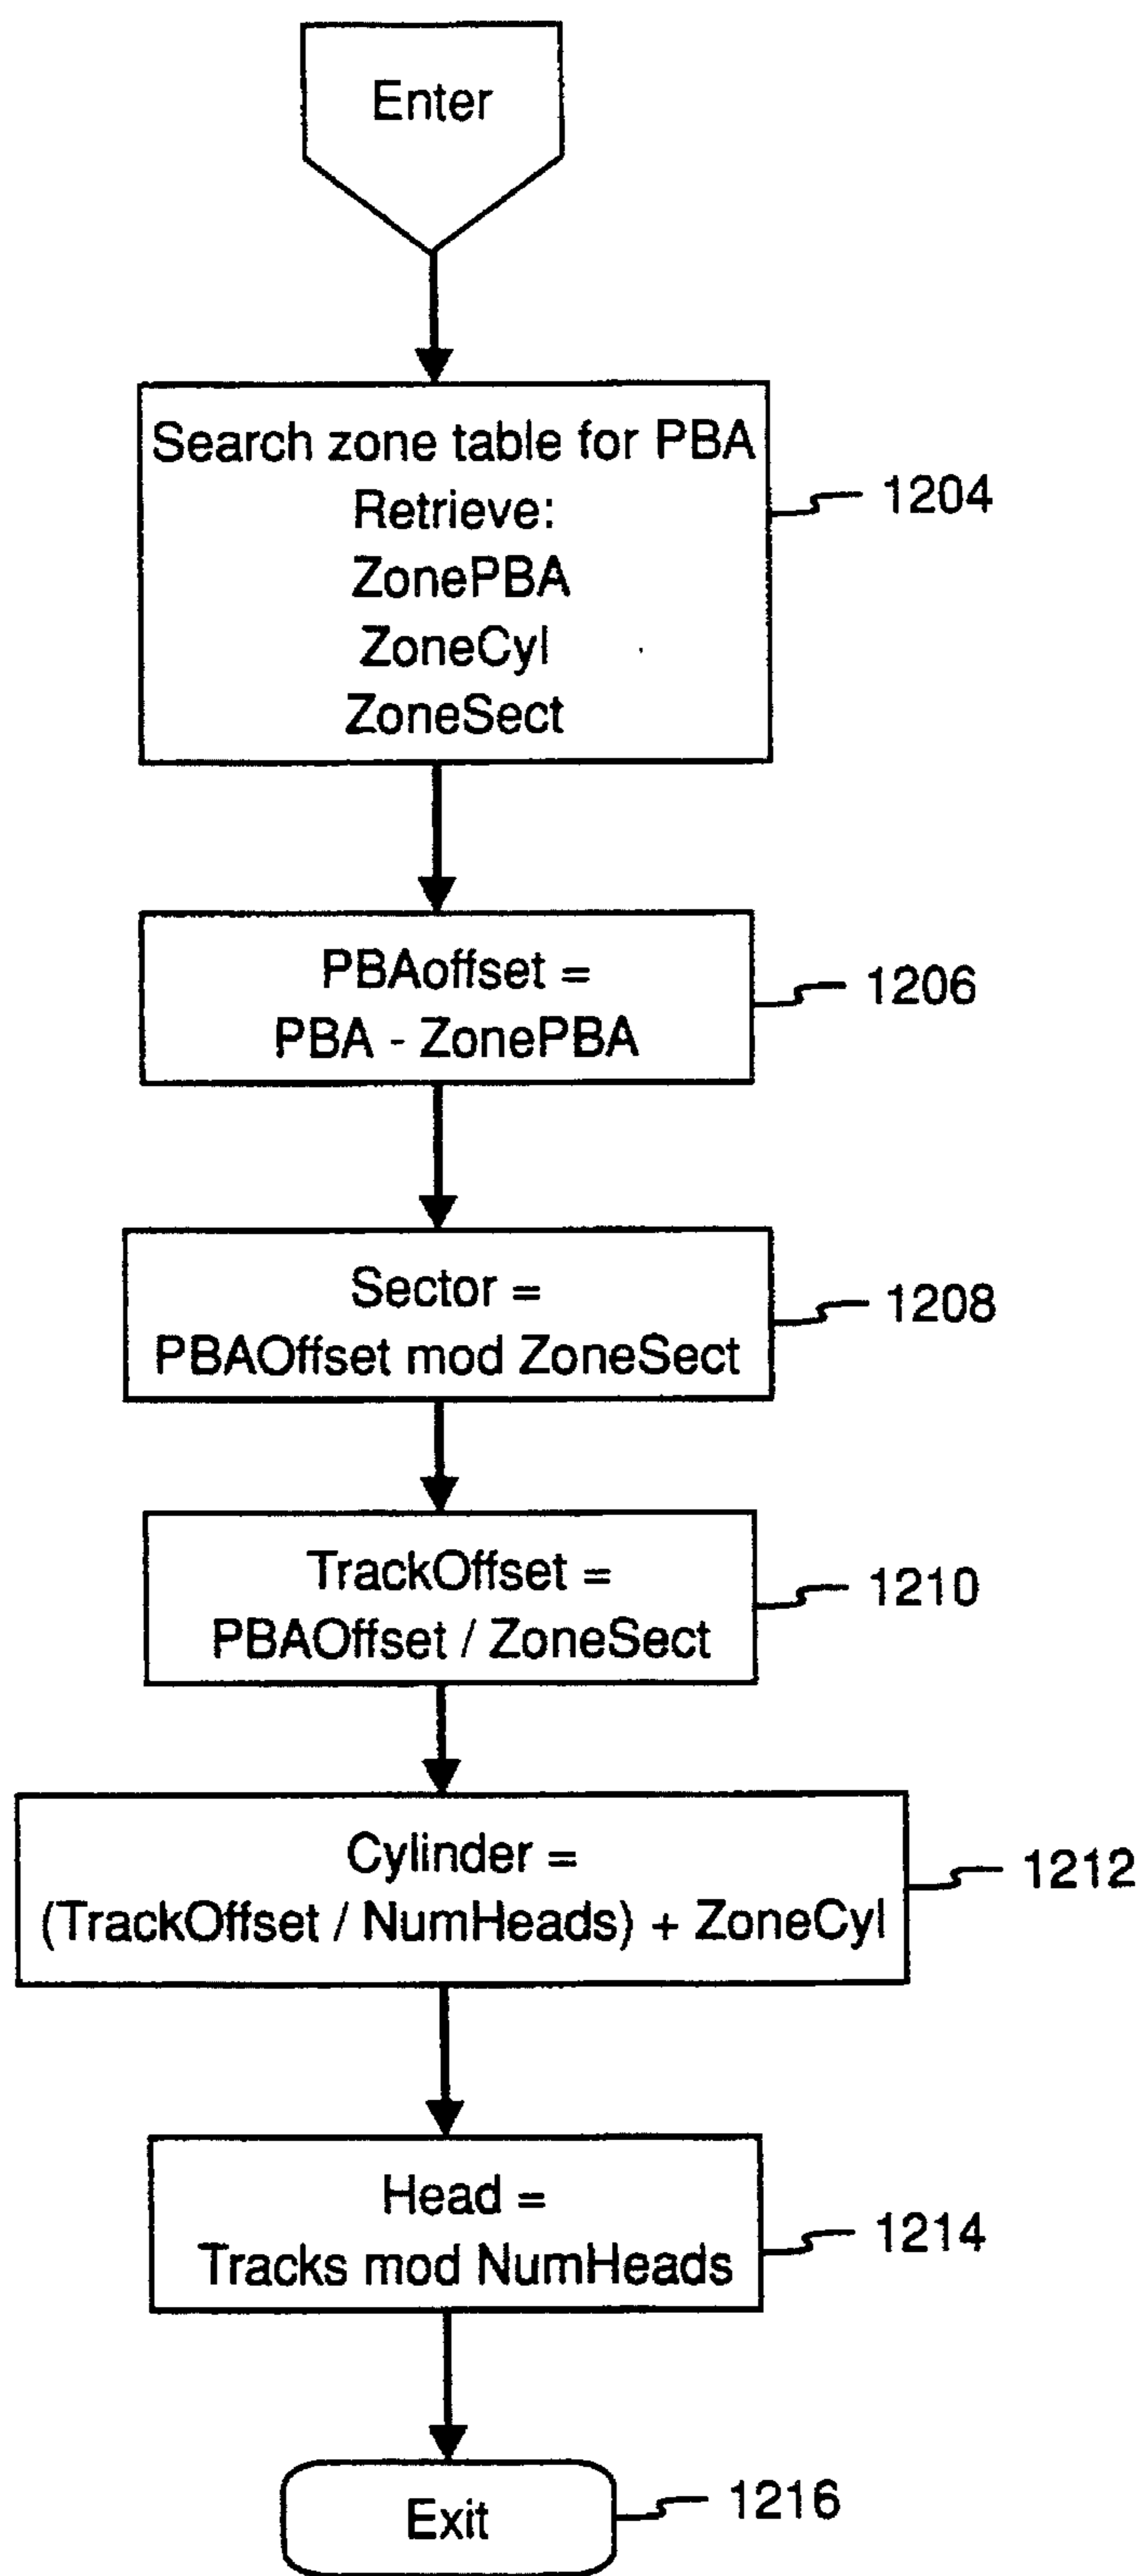 Enter
Search zone table for PBA
Retrieve:
ZonePBA
ZoneCyl
ZoneSect
1204
PBAoffset =
PBA - ZonePBA
1206
Sector =
PBAOffset mod ZoneSect
1208
TrackOffset =
PBAOffset / ZoneSect
1210
Cylinder =
(TrackOffset / NumHeads) + ZoneCyl
1212
Head =
Tracks mod NumHeads
1214
Exit
1216